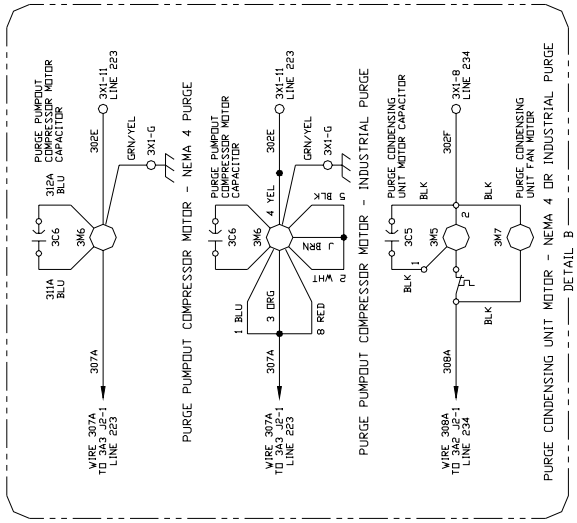 PURGE PUMPOUT
COMPRESSOR MOTOR
CAPACITOR
312A
BLU
3C6
311A
BLU
3M6
307A
302E
GRN/YEL
3X1-G
3X1-11
LINE 223
WIRE 307A
TO 3A3 J2-1
LINE 223
PURGE PUMPOUT COMPRESSOR MOTOR - NEMA 4 PURGE
PURGE PUMPOUT
COMPRESSOR MOTOR
CAPACITOR
3C6
3M6
4 YEL
5 BLK
J BRN
2 WHT
1 BLU
3 ORG
8 RED
307A
302E
GRN/YEL
3X1-G
3X1-11
LINE 223
WIRE 307A
TO 3A3 J2-1
LINE 223
PURGE PUMPOUT COMPRESSOR MOTOR - INDUSTRIAL PURGE
PURGE CONDENSING
UNIT MOTOR CAPACITOR
3C5
BLK
BLK
1
2
3M5
308A
302F
3X1-8
LINE 234
BLK
BLK
3M7
PURGE CONDENSING
UNIT FAN MOTOR
WIRE 308A
TO 3A2 J2-1
LINE 234
PURGE CONDENSING UNIT MOTOR - NEMA 4 OR INDUSTRIAL PURGE
DETAIL B